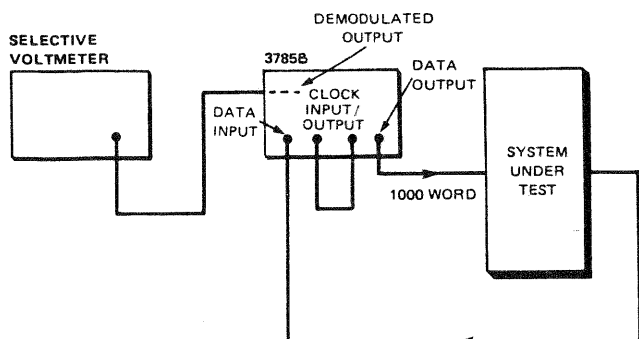 SELECTIVE
VOLTMETER
DEMODULATED
OUTPUT
3785B
DATA
OUTPUT
DATA
INPUT
CLOCK
INPUT/
OUTPUT
1000 WORD
SYSTEM
UNDER
TEST